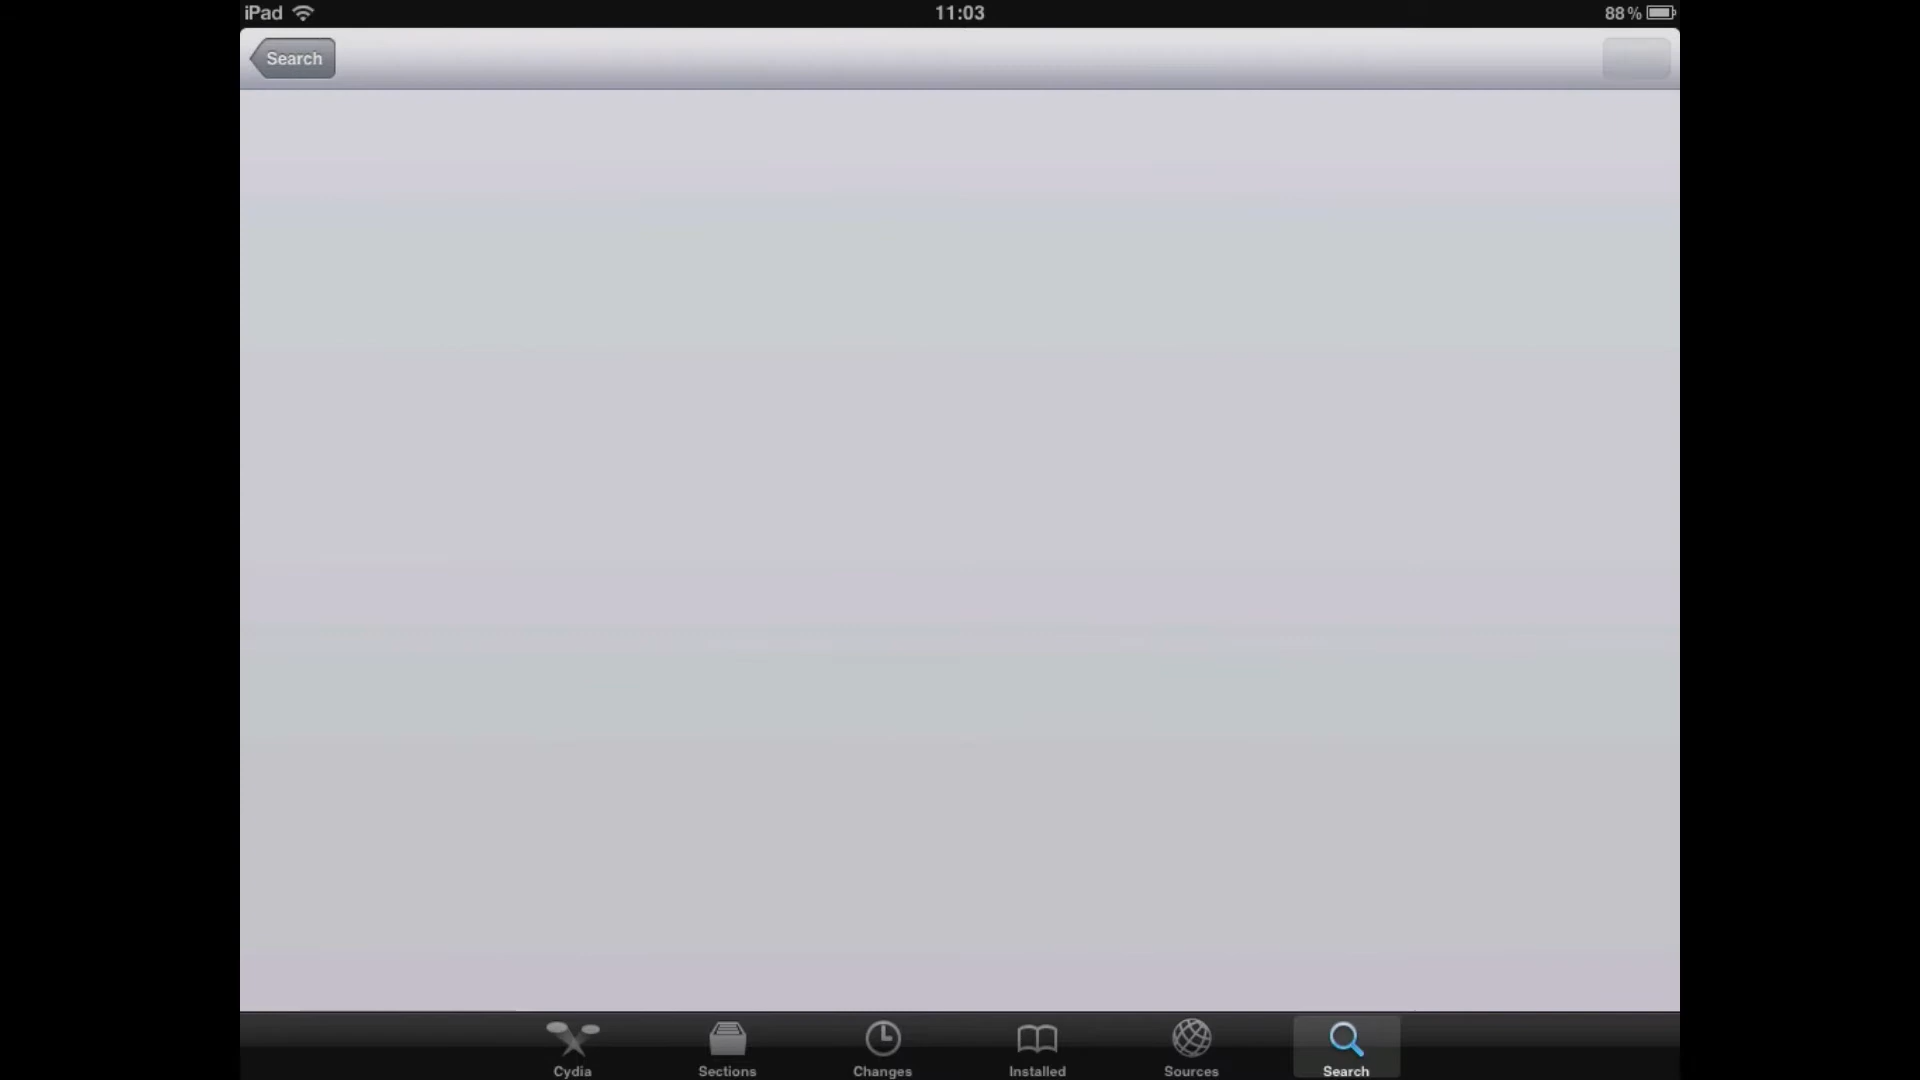 iPad
11:03
88%
Search
Cydia
Sections
Changes
Installed
Sources
Search